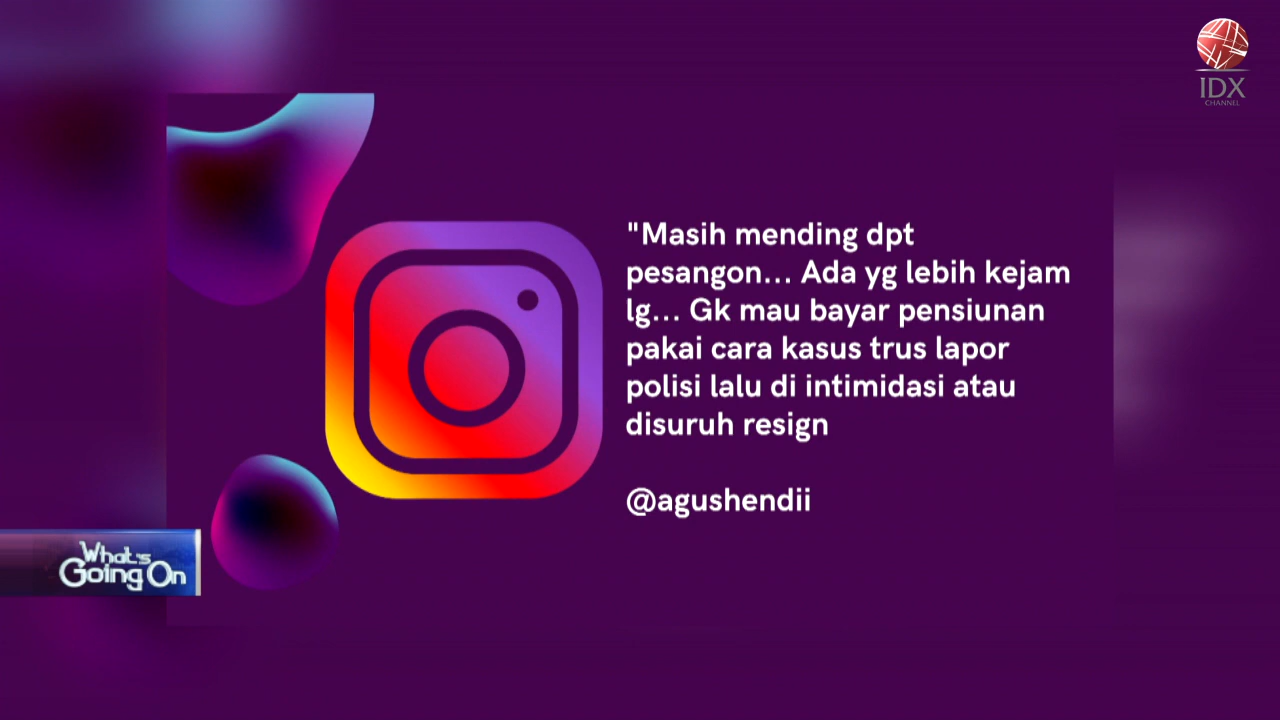 IDX
CHANNEL
"Masih mending dpt
pesangon... Ada yg lebih kejam
lg... Gk mau bayar pensiunan
pakai cara kasus trus lapor
polisi lalu di intimidasi atau
disuruh resign
@agushendii
What's
Going On